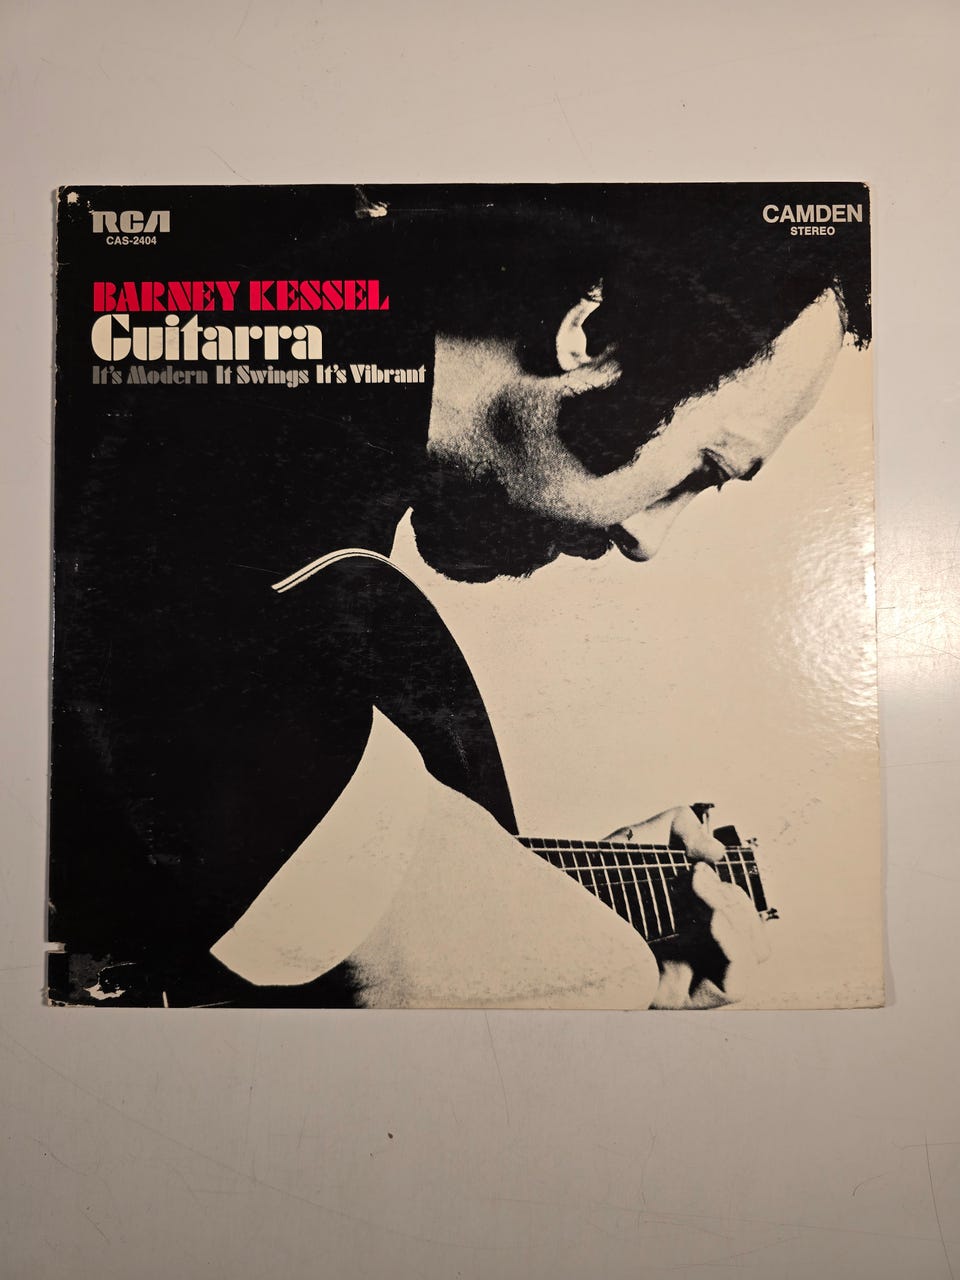 RCA
CAS-2404
CAMDEN
STEREO
BARNEY KESSEL
Guitarra
It's Modern It Swings It's Vibrant